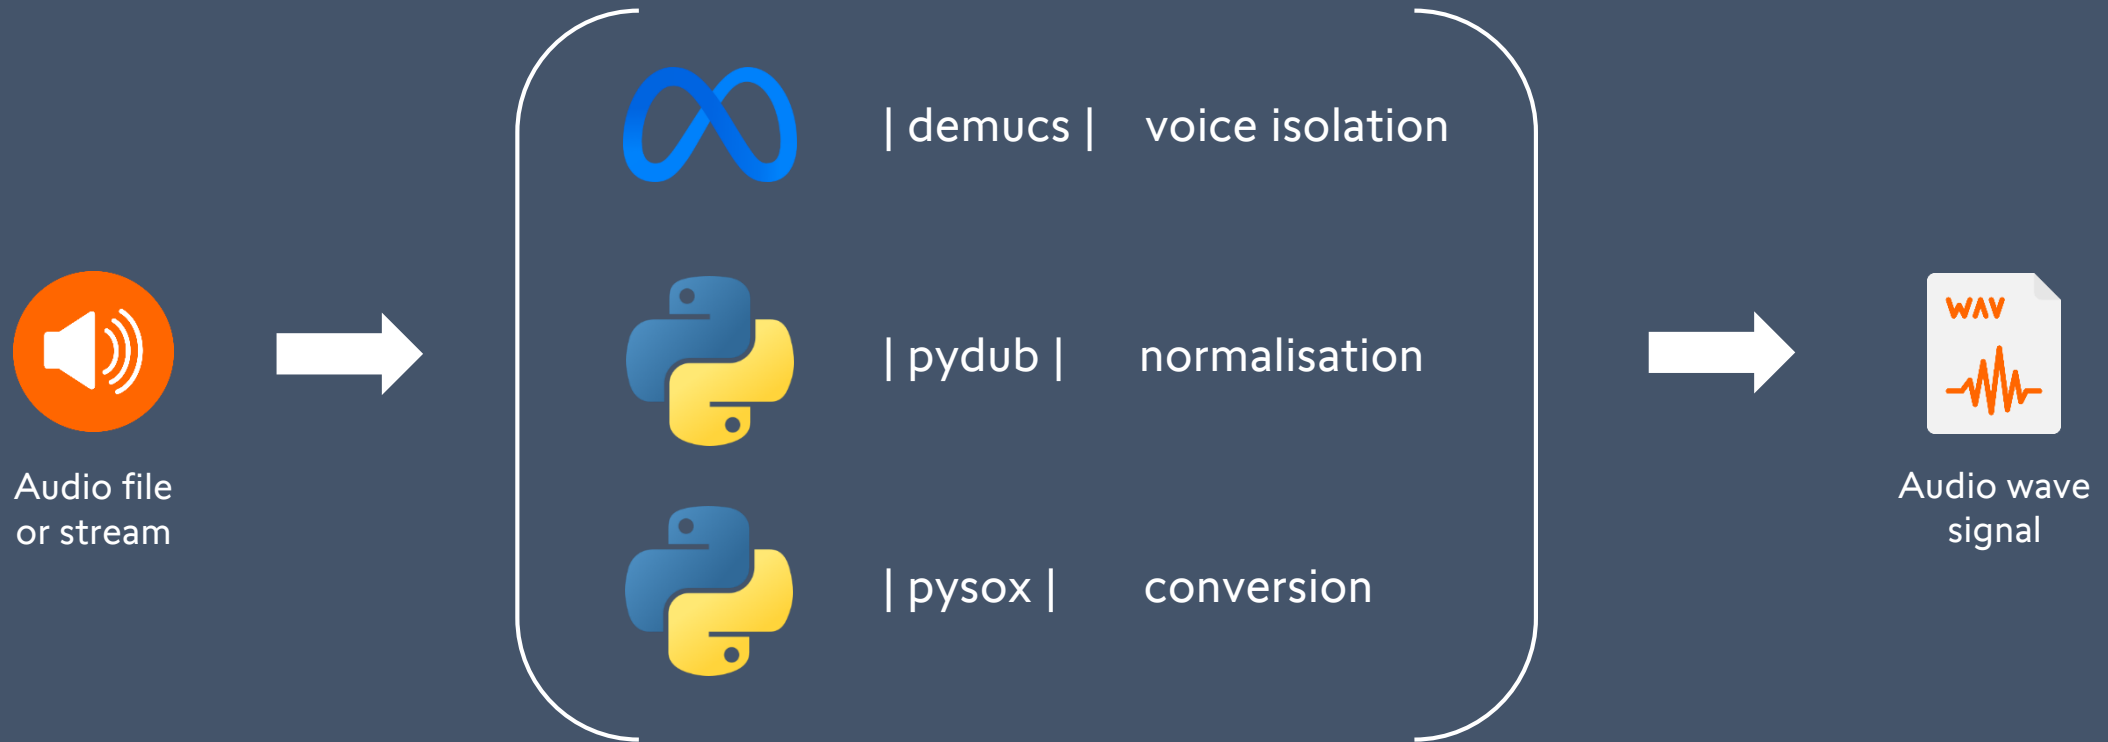 Audio file
or stream
| demucs | voice isolation
| pydub | normalisation
| pysox | conversion
WAV
Audio wave
signal